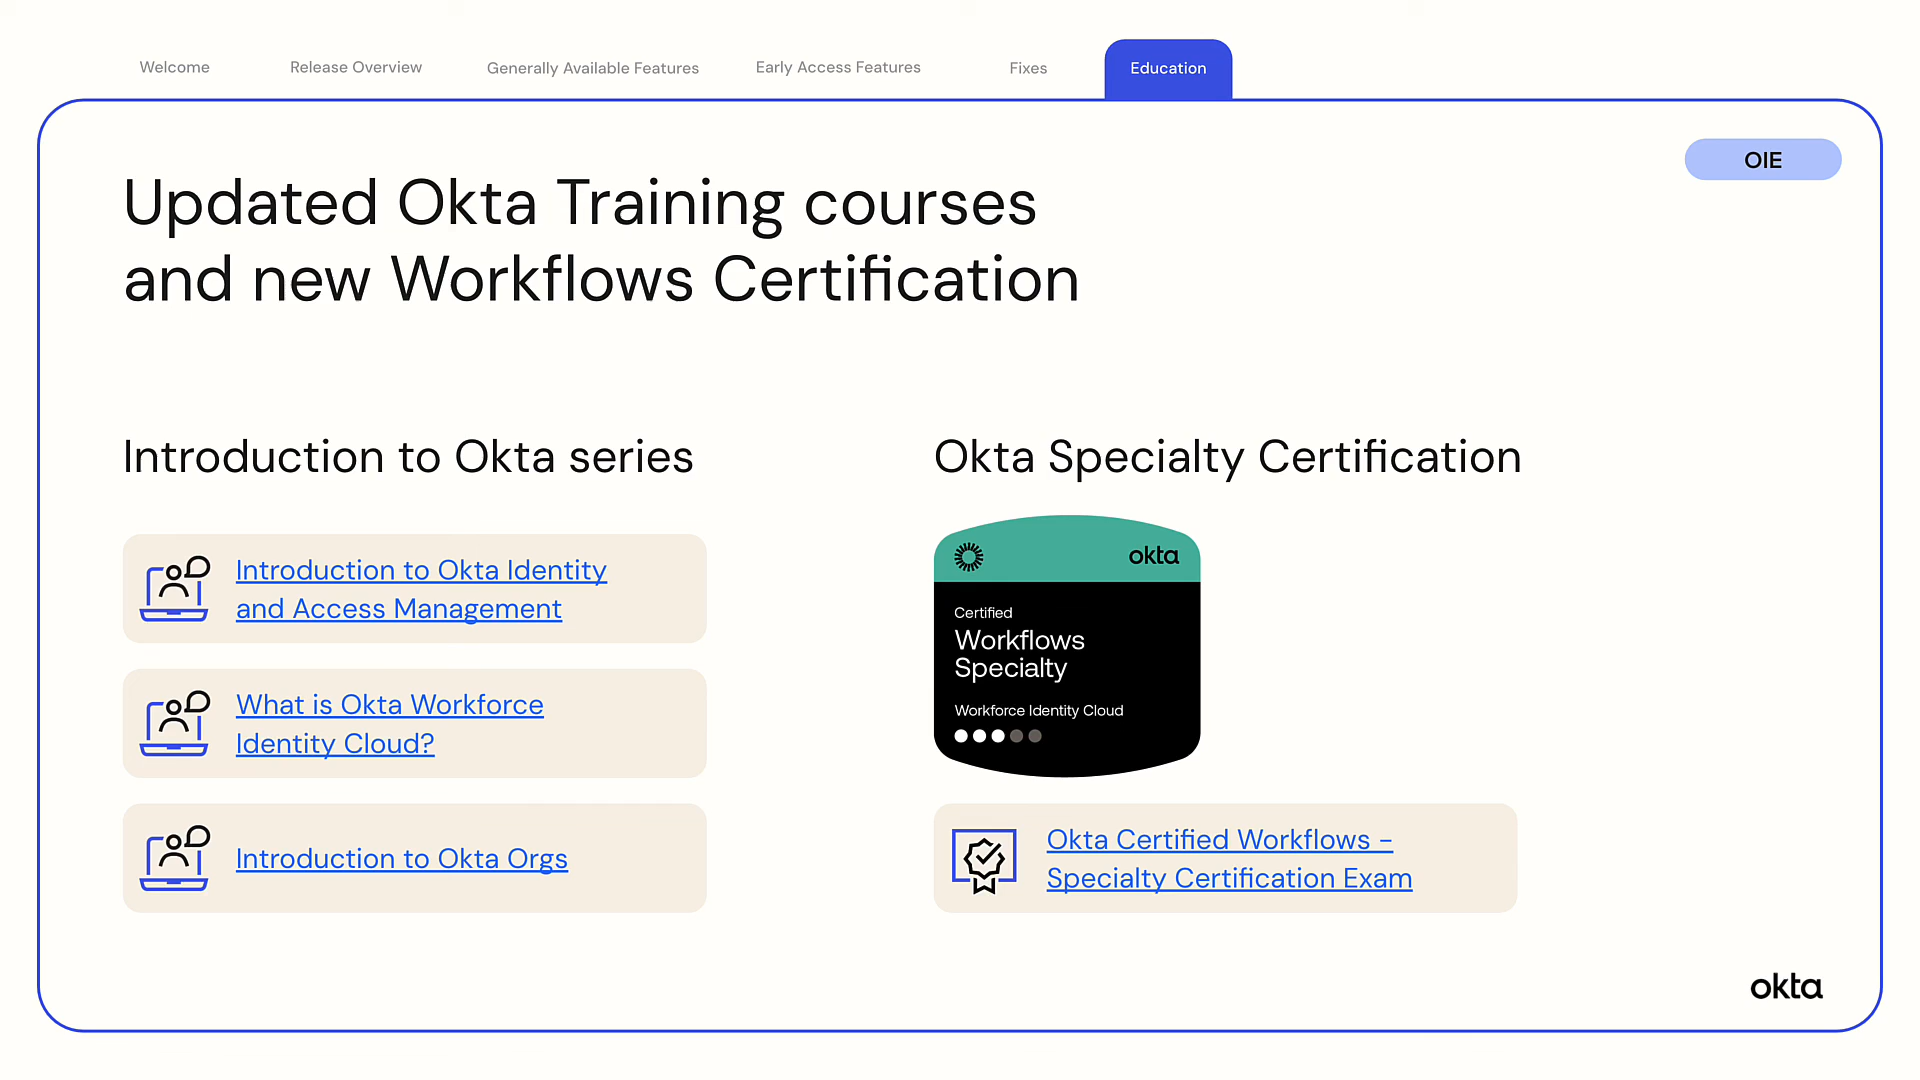 Welcome
Release Overview
Generally Available Features
Early Access Features
Fixes
Education
OIE
Updated Okta Training courses
and new Workflows Certification
Introduction to Okta series
Introduction to Okta Identity
and Access Management
What is Okta Workforce
Identity Cloud?
Introduction to Okta Orgs
Okta Specialty Certification
okta
Certified
Workflows
Specialty
Workforce Identity Cloud
Okta Certified Workflows –
Specialty Certification Exam
okta